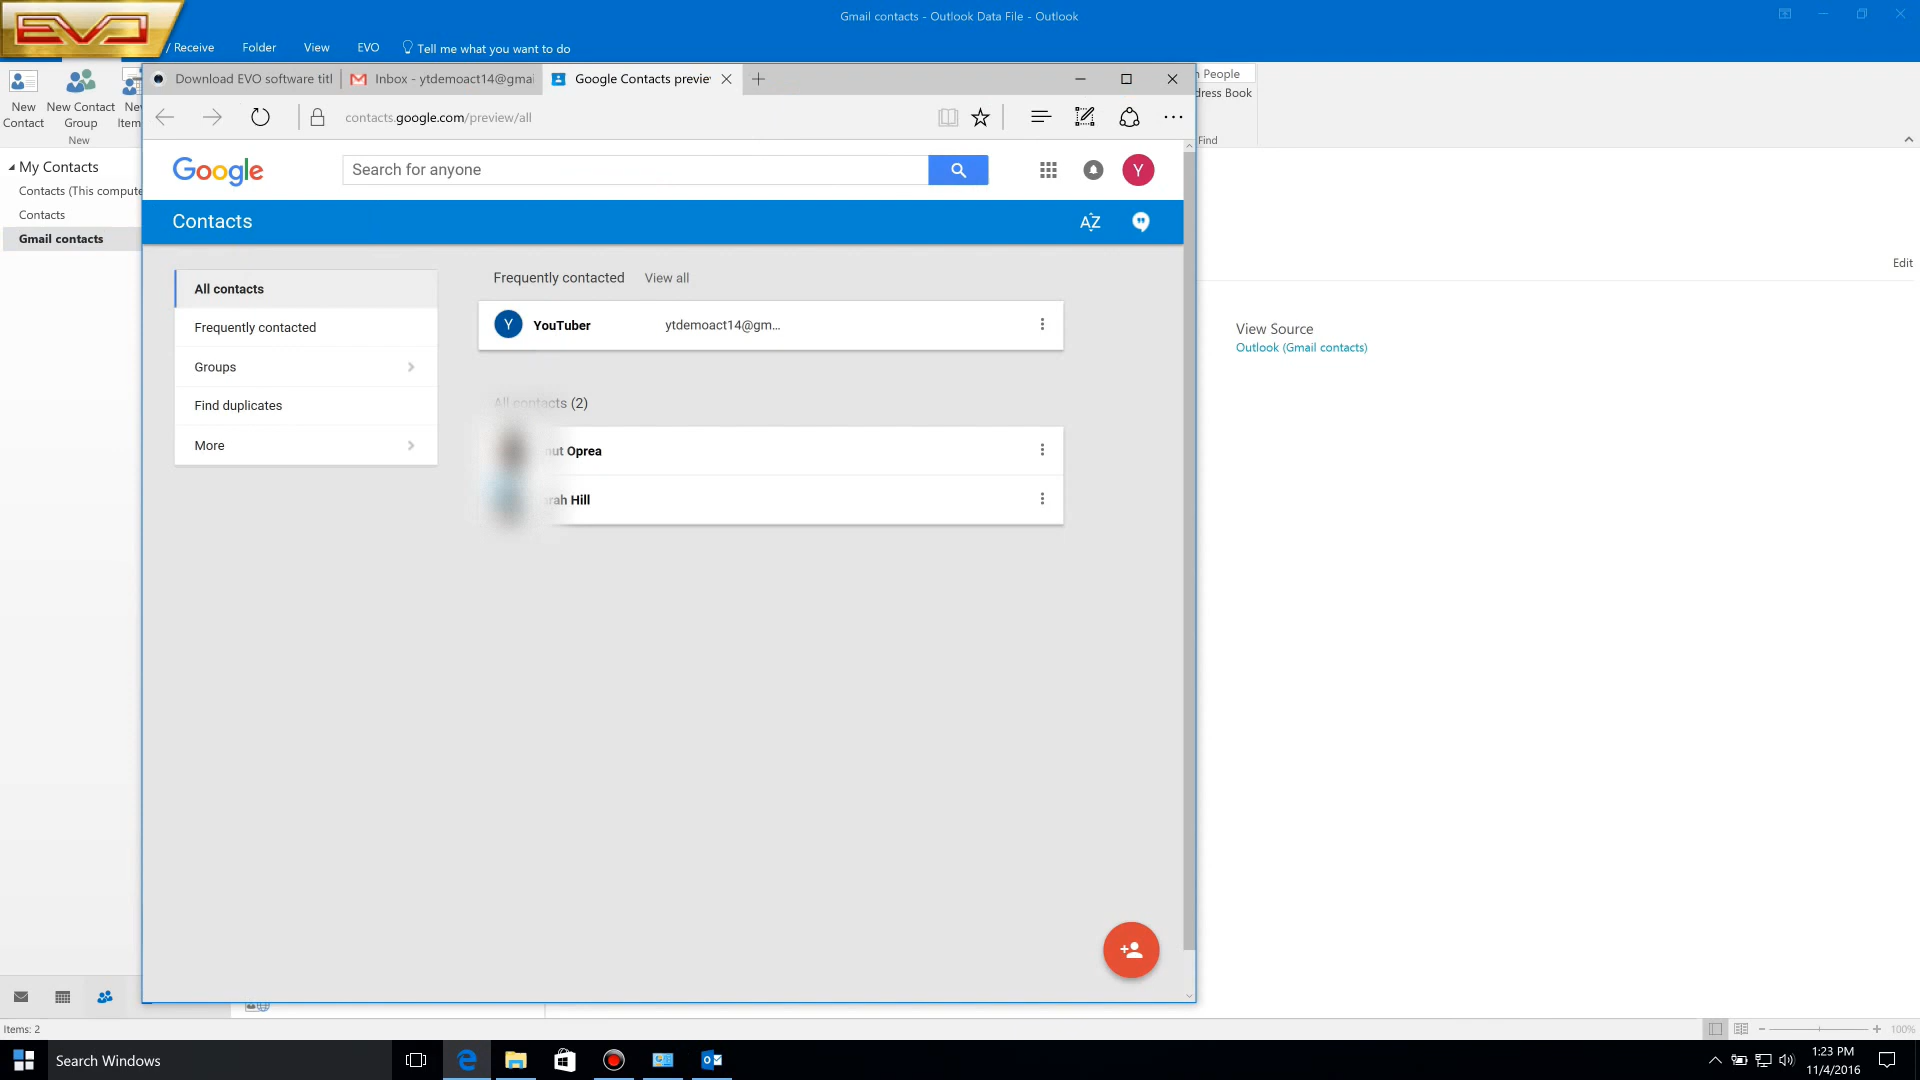 EVO
Gmail contacts - Outlook Data File - Outlook
/ Receive
Folder
View
EVO
Tell me what you want to do
New Contact
New Contact Group
New
People
Address Book
Find
Download EVO software titl
Inbox - ytdemoact14@gmai
Google Contacts previe
contacts.google.com/preview/all
Google
Search for anyone
Y
Contacts
AZ
My Contacts
Contacts (This compute
Contacts
Gmail contacts
All contacts
Frequently contacted
Groups
Find duplicates
More
Frequently contacted
View all
Y
YouTuber
ytdemoact14@gm...
All contacts (2)
Oprea
Hill
Edit
View Source
Outlook (Gmail contacts)
Items: 2
100%
Search Windows
1:23 PM
11/4/2016